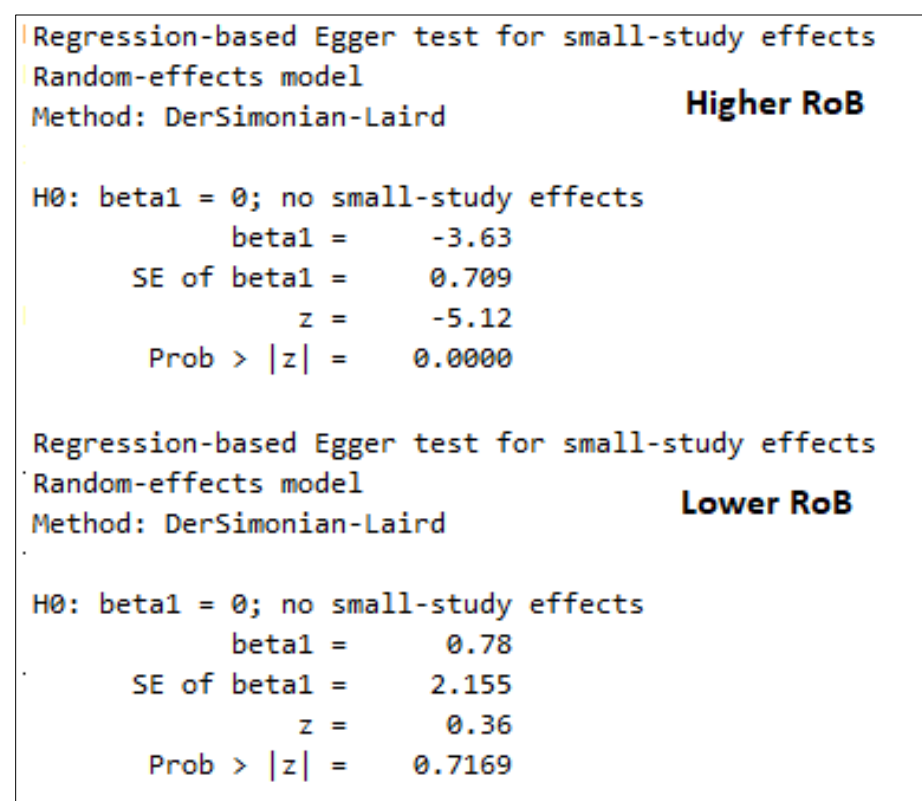 Regression-based Egger test for small-study effects
Random-effects model
Method: DerSimonian-Laird
Higher RoB
H0: beta1 = 0; no small-study effects
beta1 = -3.63
SE of beta1 = 0.709
z = -5.12
Prob > |z| = 0.0000
Regression-based Egger test for small-study effects
Random-effects model
Method: DerSimonian-Laird
Lower RoB
H0: beta1 = 0; no small-study effects
beta1 = 0.78
SE of beta1 = 2.155
z = 0.36
Prob > |z| = 0.7169